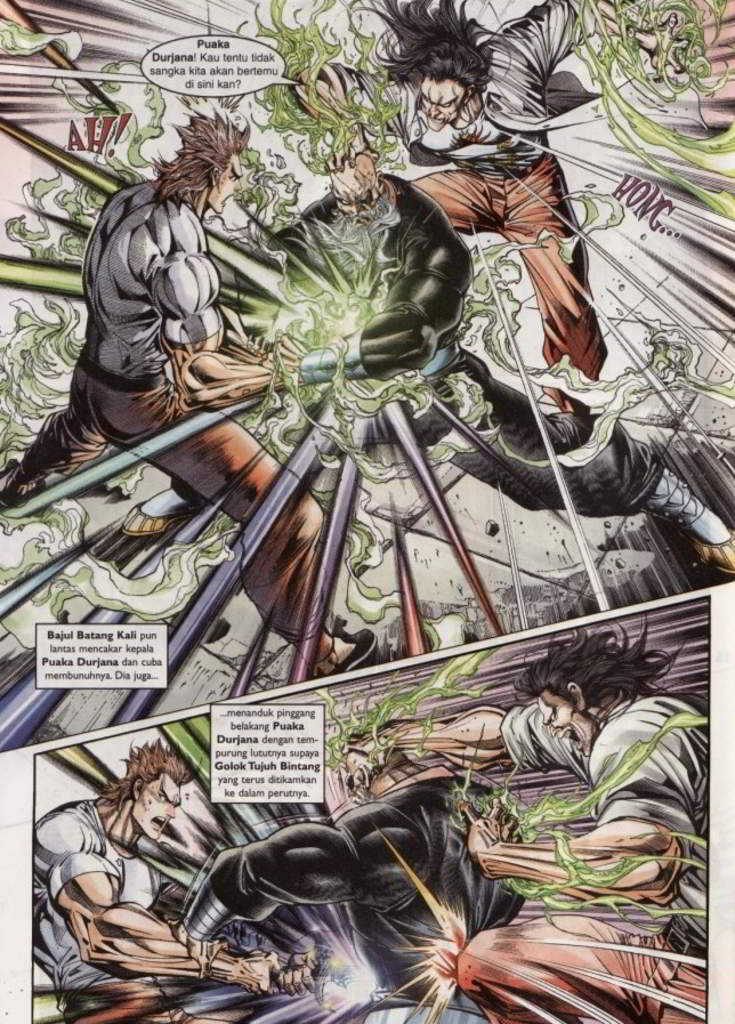 Puaka
Durjana! Kau tentu tidak
sangka kita akan bertemu
di sini kan?
AH!
HONG...
Bajul Batang Kali pun
lantas mencakar kepala
Puaka Durjana dan cuba
membunuhnya. Dia juga...
...menanduk pinggang
belakang Puaka
Durjana dengan tem-
purung lututnya supaya
Golok Tujuh Bintang
yang terus ditikamkan
ke dalam perutnya.